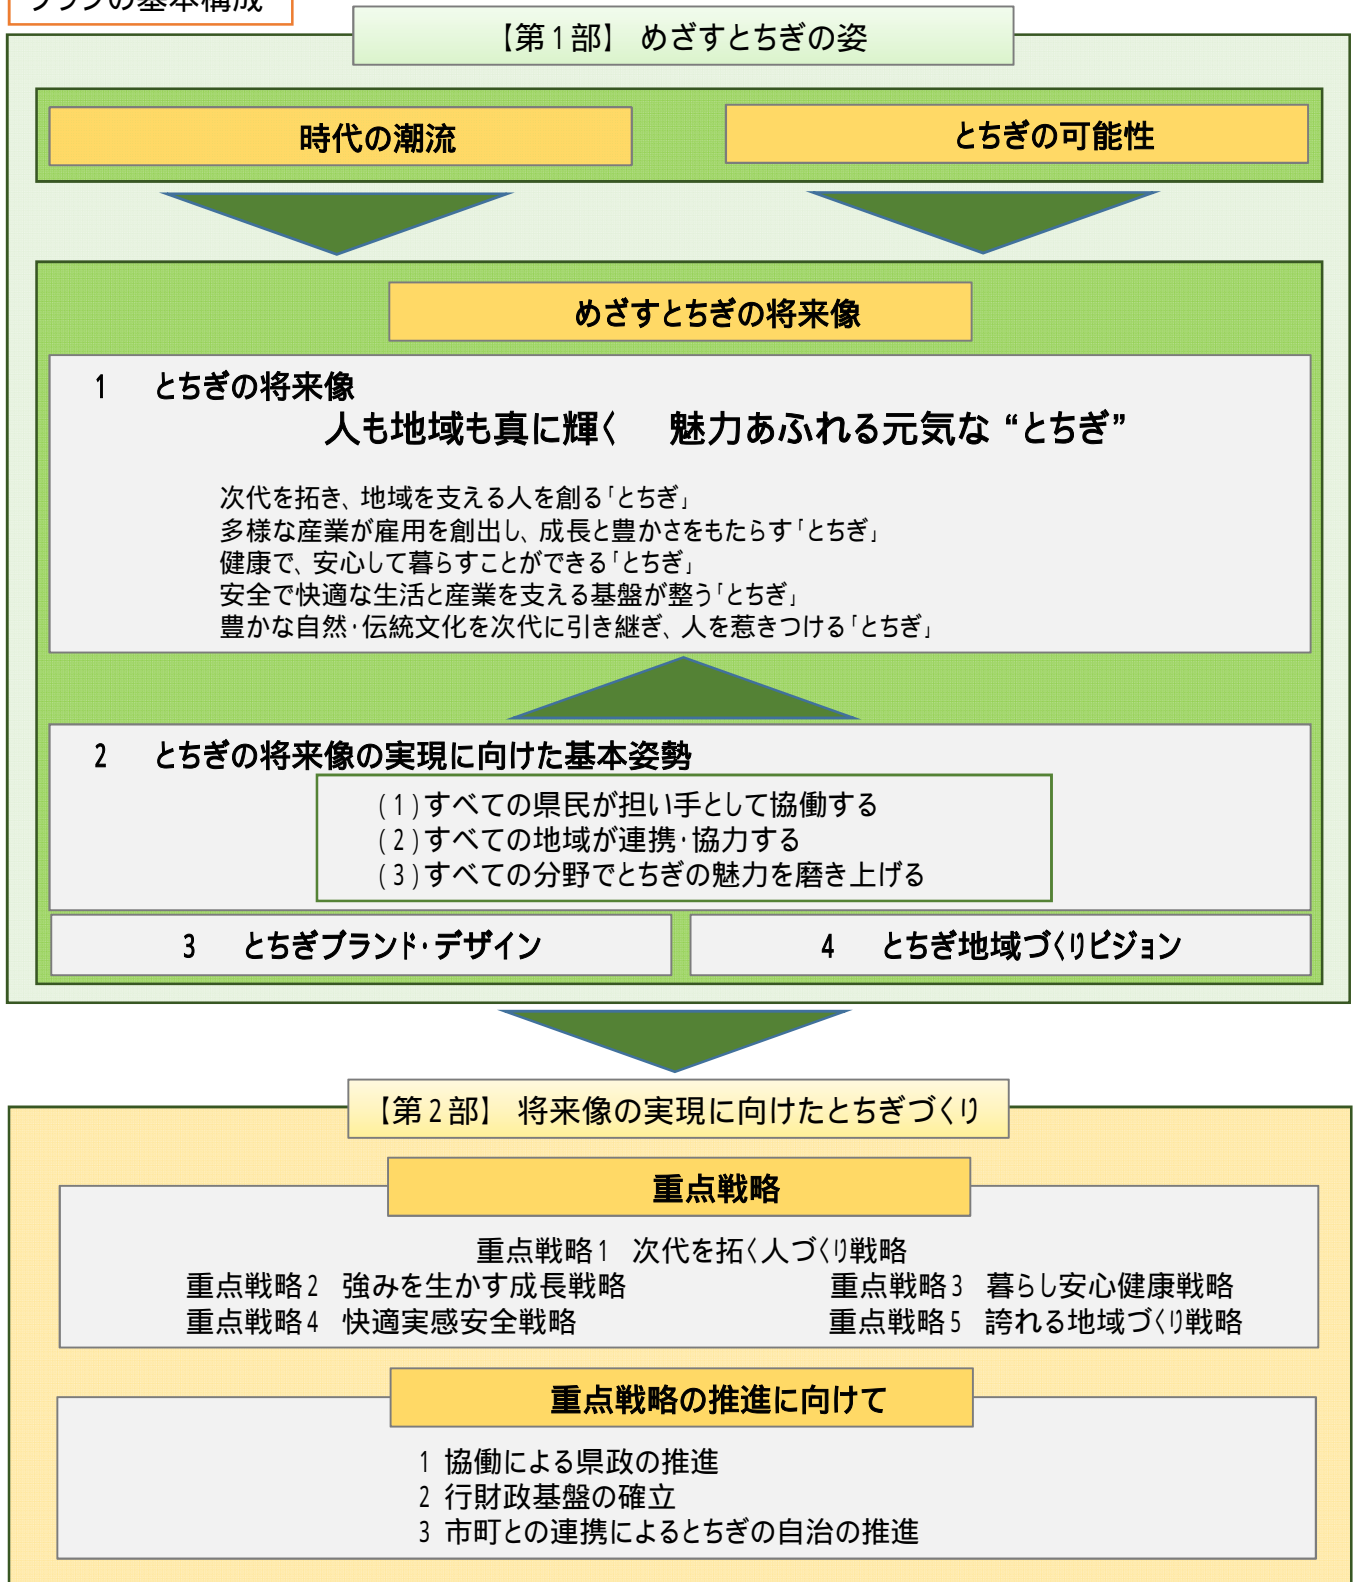 プランの基本構成
【第1部】 めざすとちぎの姿
時代の潮流
とちぎの可能性
めざすとちぎの将来像
1 とちぎの将来像
人も地域も真に輝く 魅力あふれる元気な “とちぎ”
次代を拓き、地域を支える人を創る「とちぎ」
多様な産業が雇用を創出し、成長と豊かさをもたらす「とちぎ」
健康で、安心して暮らすことができる「とちぎ」
安全で快適な生活と産業を支える基盤が整う「とちぎ」
豊かな自然・伝統文化を次代に引き継ぎ、人を惹きつける「とちぎ」
2 とちぎの将来像の実現に向けた基本姿勢
(1)すべての県民が担い手として協働する
(2)すべての地域が連携・協力する
(3)すべての分野でとちぎの魅力を磨き上げる
3 とちぎブランド・デザイン
4 とちぎ地域づくりビジョン
【第2部】 将来像の実現に向けたとちぎづくり
重点戦略
重点戦略1 次代を拓く人づくり戦略
重点戦略2 強みを生かす成長戦略
重点戦略3 暮らし安心健康戦略
重点戦略4 快適実感安全戦略
重点戦略5 誇れる地域づくり戦略
重点戦略の推進に向けて
1 協働による県政の推進
2 行財政基盤の確立
3 市町との連携によるとちぎの自治の推進